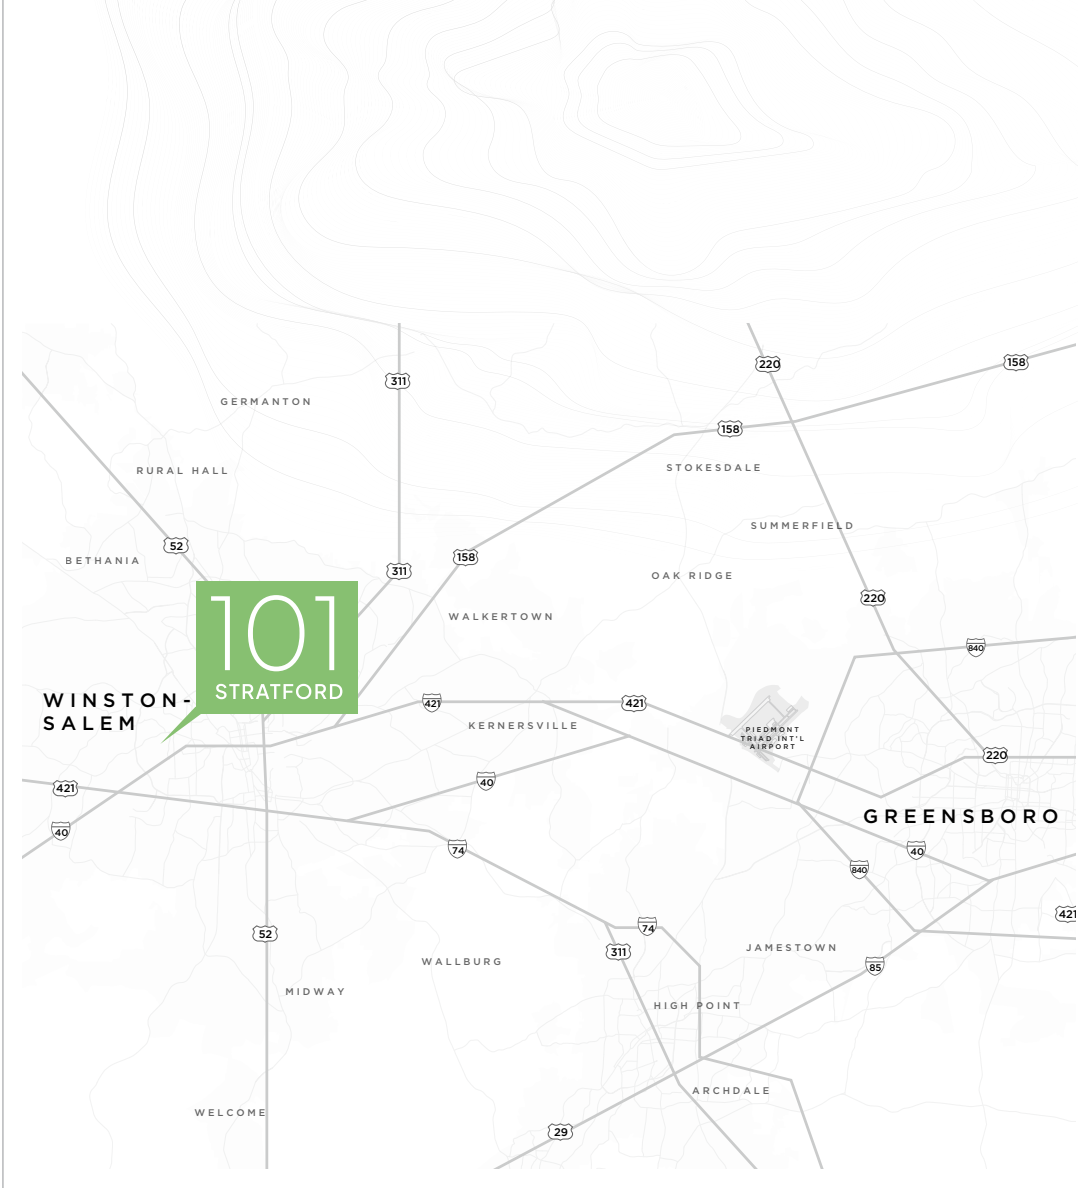 220
158
311
GERMANTON
158
STOKESDALE
RURAL HALL
SUMMERFIELD
52
158
BETHANIA
311
OAK RIDGE
220
101
STRATFORD
WALKERTOWN
840
WINSTON-
SALEM
421
421
KERNERSVILLE
PIEDMONT
TRIAD INT'L
AIRPORT
220
40
421
GREENSBORO
40
74
40
840
421
74
52
311
JAMESTOWN
WALLBURG
85
MIDWAY
HIGH POINT
ARCHDALE
WELCOME
29